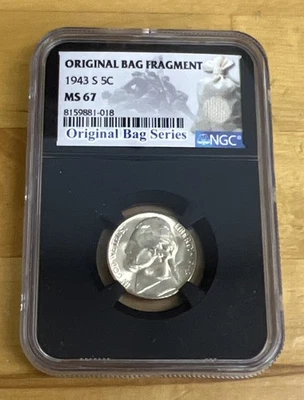 ORIGINAL BAG FRAGMENT
1943 S 5C
MS 67
8159881-018
Original Bag Series
NGC